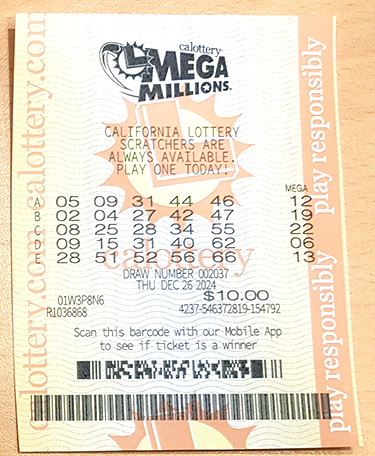 calottery
MEGA
MILLIONS
CALIFORNIA LOTTERY
SCRATCHERS ARE
ALWAYS AVAILABLE.
PLAY ONE TODAY!
MEGA
A 05 09 31 44 46 12
B 02 04 27 42 47 19
C 08 25 28 34 55 22
D 09 15 31 40 62 06
E 28 51 52 56 66 13
calottery
DRAW NUMBER 002037
THU DEC 26 2024
$10.00
01W3P8N6
R1036868 4237-546372819-154792
Scan this barcode with our Mobile App
to see if ticket is a winner
calottery.com calottery.com
play responsibly play responsibly